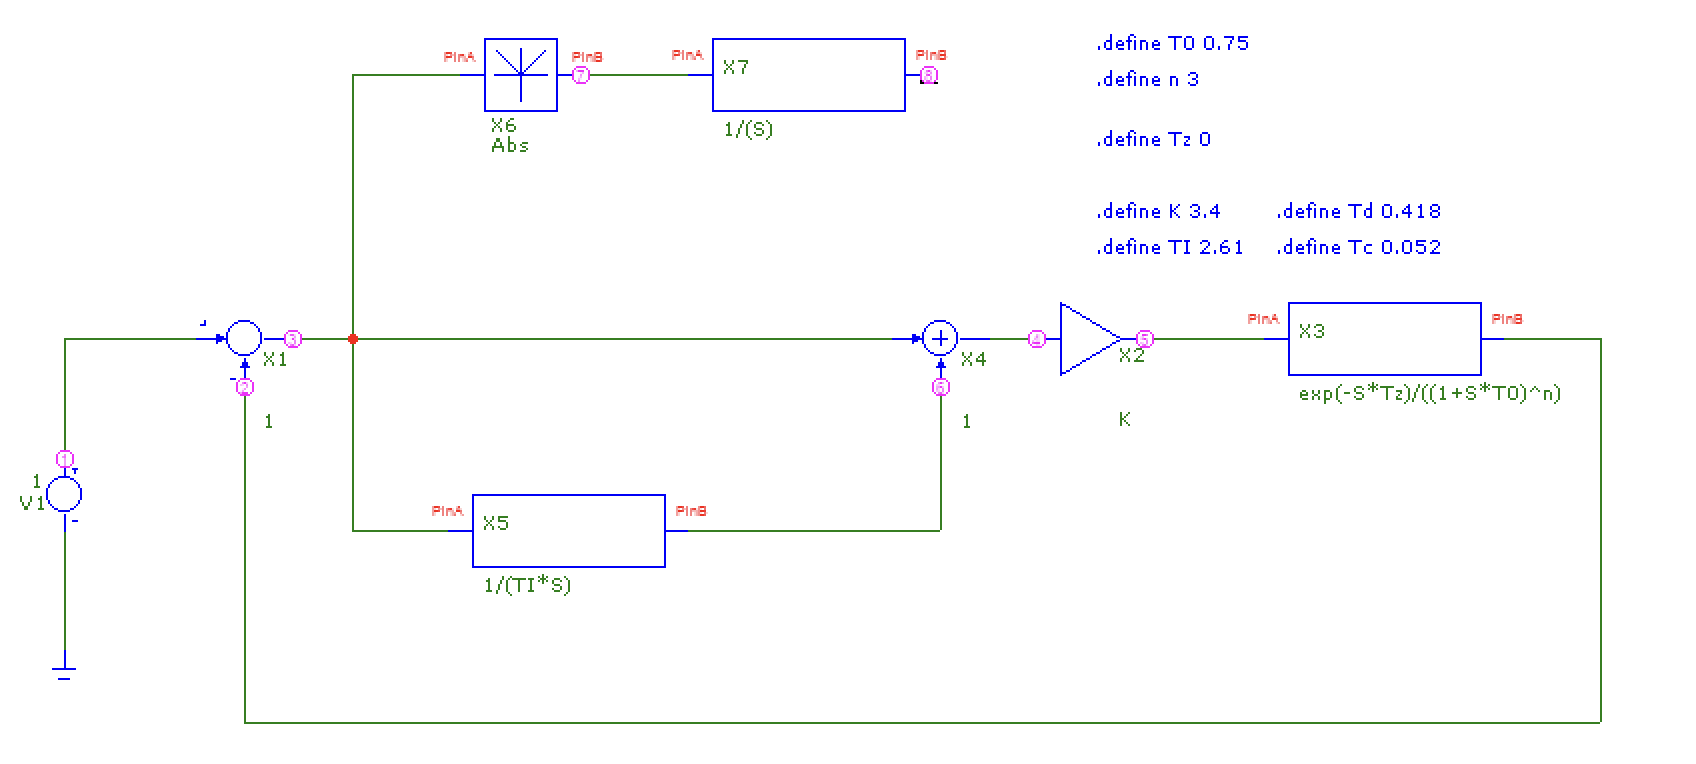 .define T0 0.75
.define n 3
.define Tz 0
.define K 3.4 .define Td 0.418
.define TI 2.61 .define Tc 0.052
PinA PinB PinA PinB
7 8
X7
X6
Abs
1/(S)
PinA PinB
X3
3 4 5
X1 X4 X2
2 6
exp(-S*Tz)/((1+S*T0)^n)
1 1 K
1
1
V1
PinA PinB
X5
1/(TI*S)